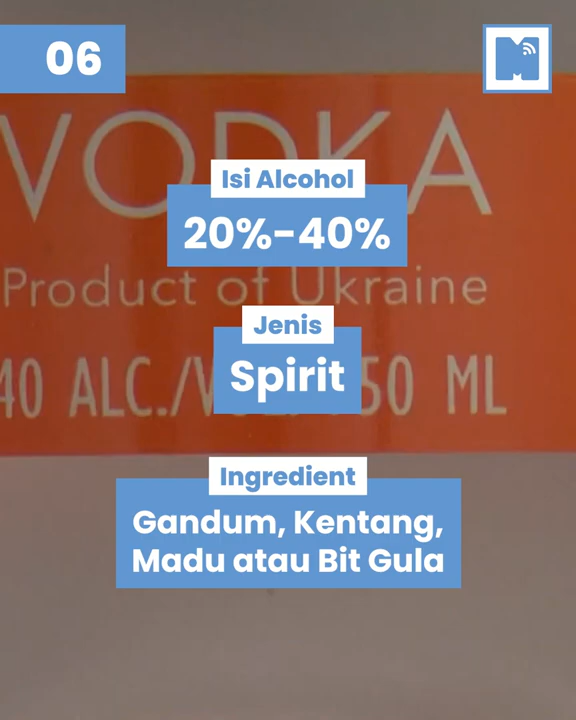 06
VODKA
Isi Alcohol
20%-40%
Product of Ukraine
Jenis
Spirit
40 ALC./V 50 ML
Ingredient
Gandum, Kentang,
Madu atau Bit Gula